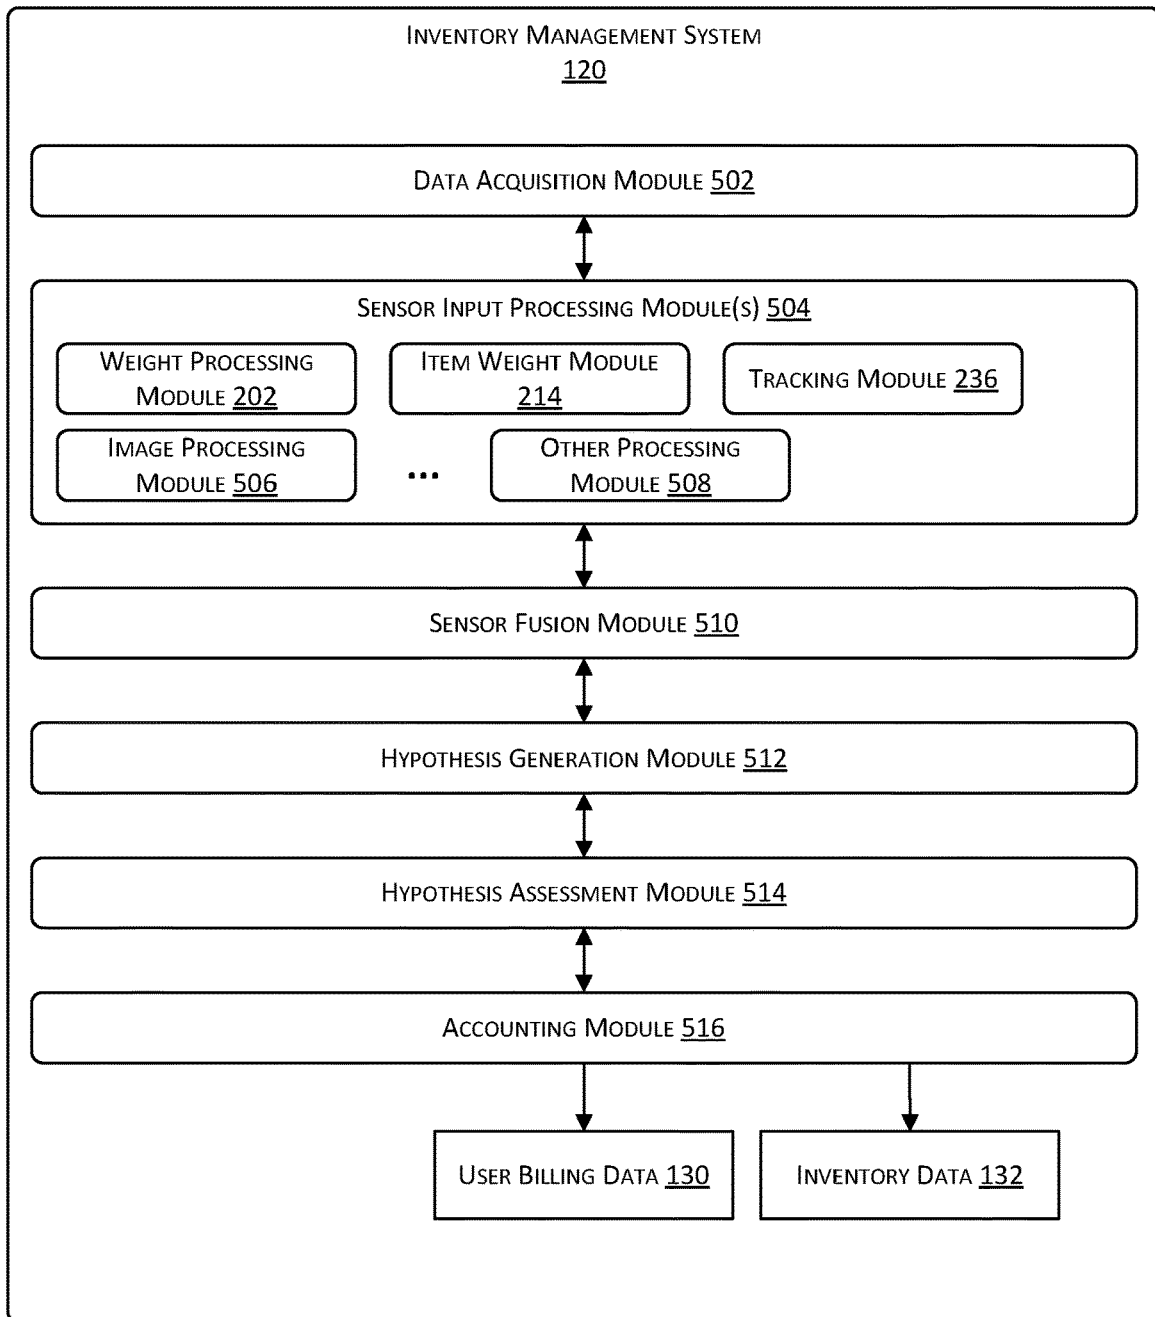 INVENTORY MANAGEMENT SYSTEM
120
DATA ACQUISITION MODULE 502
SENSOR INPUT PROCESSING MODULE(S) 504
WEIGHT PROCESSING
MODULE 202
ITEM WEIGHT MODULE
214
TRACKING MODULE 236
IMAGE PROCESSING
MODULE 506
...
OTHER PROCESSING
MODULE 508
SENSOR FUSION MODULE 510
HYPOTHESIS GENERATION MODULE 512
HYPOTHESIS ASSESSMENT MODULE 514
ACCOUNTING MODULE 516
USER BILLING DATA 130
INVENTORY DATA 132